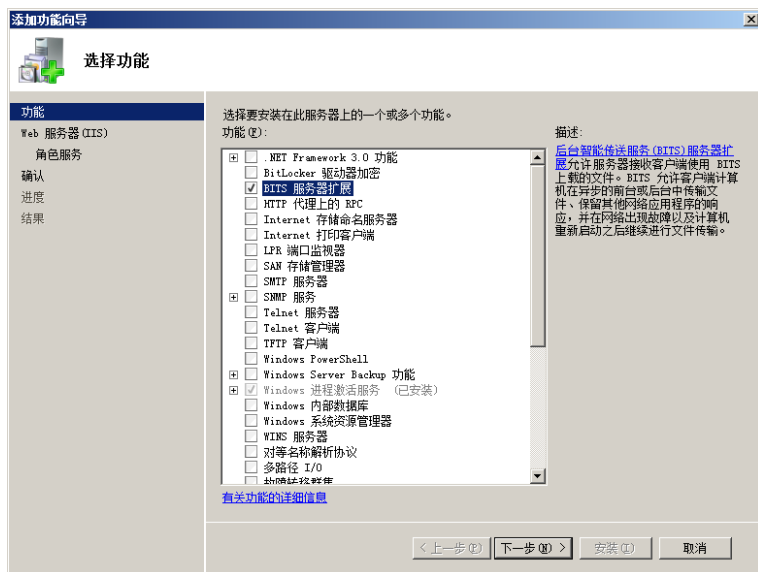 添加功能向导
选择功能
功能
Web 服务器(IIS)
角色服务
确认
进度
结果
选择要安装在此服务器上的一个或多个功能。
功能(F):
.NET Framework 3.0 功能
BitLocker 驱动器加密
BITS 服务器扩展
HTTP 代理上的 RPC
Internet 存储命名服务器
Internet 打印客户端
LPR 端口监视器
SAN 存储管理器
SMTP 服务器
SNMP 服务
Telnet 服务器
Telnet 客户端
TFTP 客户端
Windows PowerShell
Windows Server Backup 功能
Windows 进程激活服务 (已安装)
Windows 内部数据库
Windows 系统资源管理器
WINS 服务器
对等名称解析协议
多路径 I/O
故障转移群集
有关功能的详细信息
描述:
后台智能传送服务(BITS)服务器扩
展允许服务器接收客户端使用 BITS
上载的文件。BITS 允许客户端计算
机在异步的前台或后台中传输文
件、保留其他网络应用程序的响
应，并在网络出现故障以及计算机
重新启动之后继续进行文件传输。
< 上一步(P)
下一步(N) >
安装(I)
取消